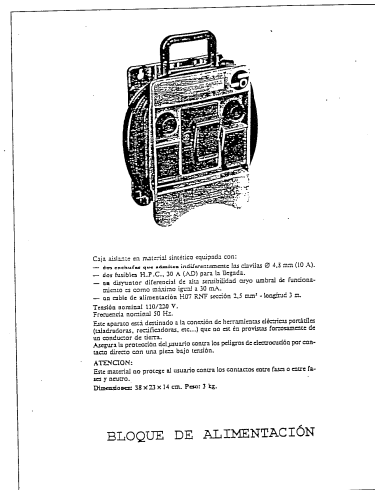 Caja aislante en material sintético equipada con:
— dos enchufes que admiten indiferentemente las clavijas Ø 4,8 mm (10 A).
— dos fusibles H.P.C., 30 A (AD) para la llegada.
— un disyuntor diferencial de alta sensibilidad cuyo umbral de funciona-
miento es como máximo igual a 30 mA.
— un cable de alimentación H07 RNF sección 2,5 mm² - longitud 3 m.
Tensión nominal 110/220 V.
Frecuencia nominal 50 Hz.
Este aparato está destinado a la conexión de herramientas eléctricas portátiles
(taladradoras, rectificadoras, etc...) que no est én provistas forzosamente de
un conductor de tierra.
Asegura la protección del usuario contra los peligros de electrocución por con-
tacto directo con una pieza bajo tensión.
ATENCION:
Este material no protege al usuario contra los contactos entre fases o entre fa-
ses y neutro.
Dimensiones: 38 × 23 × 14 cm. Peso: 3 kg.
BLOQUE DE ALIMENTACIÓN